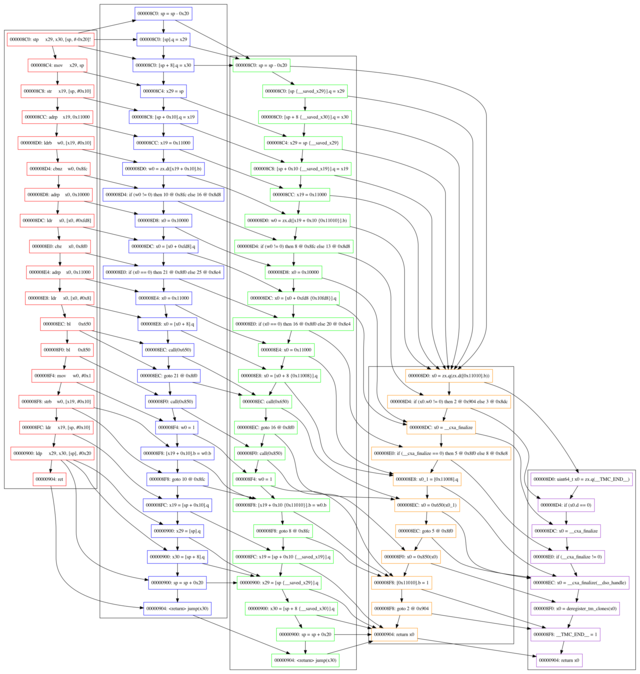 000008C0: stp x29, x30, [sp, #-0x20]!
000008C4: mov x29, sp
000008C8: str x19, [sp, #0x10]
000008CC: adrp x19, 0x11000
000008D0: ldrb w0, [x19, #0x10]
000008D4: cbnz w0, 0x8fc
000008D8: adrp x0, 0x10000
000008DC: ldr x0, [x0, #0xfd8]
000008E0: cbz x0, 0x8f0
000008E4: adrp x0, 0x11000
000008E8: ldr x0, [x0, #0x8]
000008EC: bl 0x650
000008F0: bl 0x850
000008F4: mov w0, #0x1
000008F8: strb w0, [x19, #0x10]
000008FC: ldr x19, [sp, #0x10]
00000900: ldp x29, x30, [sp], #0x20
00000904: ret
000008C0: sp = sp - 0x20
000008C0: [sp].q = x29
000008C0: [sp + 8].q = x30
000008C4: x29 = sp
000008C8: [sp + 0x10].q = x19
000008CC: x19 = 0x11000
000008D0: w0 = zx.d([x19 + 0x10].b)
000008D4: if (w0 != 0) then 10 @ 0x8fc else 16 @ 0x8d8
000008D8: x0 = 0x10000
000008DC: x0 = [x0 + 0xfd8].q
000008E0: if (x0 == 0) then 21 @ 0x8f0 else 25 @ 0x8e4
000008E4: x0 = 0x11000
000008E8: x0 = [x0 + 8].q
000008EC: call(0x650)
000008EC: goto 21 @ 0x8f0
000008F0: call(0x850)
000008F4: w0 = 1
000008F8: [x19 + 0x10].b = w0.b
000008F8: goto 10 @ 0x8fc
000008FC: x19 = [sp + 0x10].q
00000900: x29 = [sp].q
00000900: x30 = [sp + 8].q
00000900: sp = sp + 0x20
00000904: <return> jump(x30)
000008C0: sp = sp - 0x20
000008C0: [sp {__saved_x29}].q = x29
000008C0: [sp + 8 {__saved_x30}].q = x30
000008C4: x29 = sp {__saved_x29}
000008C8: [sp + 0x10 {__saved_x19}].q = x19
000008CC: x19 = 0x11000
000008D0: w0 = zx.d([x19 + 0x10 {0x11010}].b)
000008D4: if (w0 != 0) then 8 @ 0x8fc else 13 @ 0x8d8
000008D8: x0 = 0x10000
000008DC: x0 = [x0 + 0xfd8 {0x10fd8}].q
000008E0: if (x0 == 0) then 16 @ 0x8f0 else 20 @ 0x8e4
000008E4: x0 = 0x11000
000008E8: x0 = [x0 + 8 {0x11008}].q
000008EC: call(0x650)
000008EC: goto 16 @ 0x8f0
000008F0: call(0x850)
000008F4: w0 = 1
000008F8: [x19 + 0x10 {0x11010}].b = w0.b
000008F8: goto 8 @ 0x8fc
000008FC: x19 = [sp + 0x10 {__saved_x19}].q
00000900: x29 = [sp {__saved_x29}].q
00000900: x30 = [sp + 8 {__saved_x30}].q
00000900: sp = sp + 0x20
00000904: <return> jump(x30)
000008D0: x0 = zx.q(zx.d([0x11010].b))
000008D4: if (x0.w0 != 0) then 2 @ 0x904 else 3 @ 0x8dc
000008DC: x0 = __cxa_finalize
000008E0: if (__cxa_finalize == 0) then 5 @ 0x8f0 else 8 @ 0x8e8
000008E8: x0_1 = [0x11008].q
000008EC: x0 = 0x650(x0_1)
000008EC: goto 5 @ 0x8f0
000008F0: x0 = 0x850(x0)
000008F8: [0x11010].b = 1
000008F8: goto 2 @ 0x904
00000904: return x0
000008D0: uint64_t x0 = zx.q(__TMC_END__)
000008D4: if (x0.d == 0)
000008DC: x0 = __cxa_finalize
000008E0: if (__cxa_finalize != 0)
000008EC: x0 = __cxa_finalize(__dso_handle)
000008F0: x0 = deregister_tm_clones(x0)
000008F8: __TMC_END__ = 1
00000904: return x0